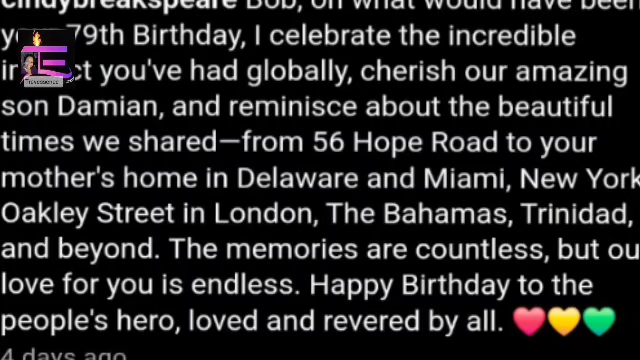 cindybreakspeare Bob, on what would have been
79th Birthday, I celebrate the incredible
you've had globally, cherish our amazing
son Damian, and reminisce about the beautiful
times we shared—from 56 Hope Road to your
mother's home in Delaware and Miami, New York
Oakley Street in London, The Bahamas, Trinidad,
and beyond. The memories are countless, but ou
love for you is endless. Happy Birthday to the
people's hero, loved and revered by all. ❤️💛💚
4 days ago